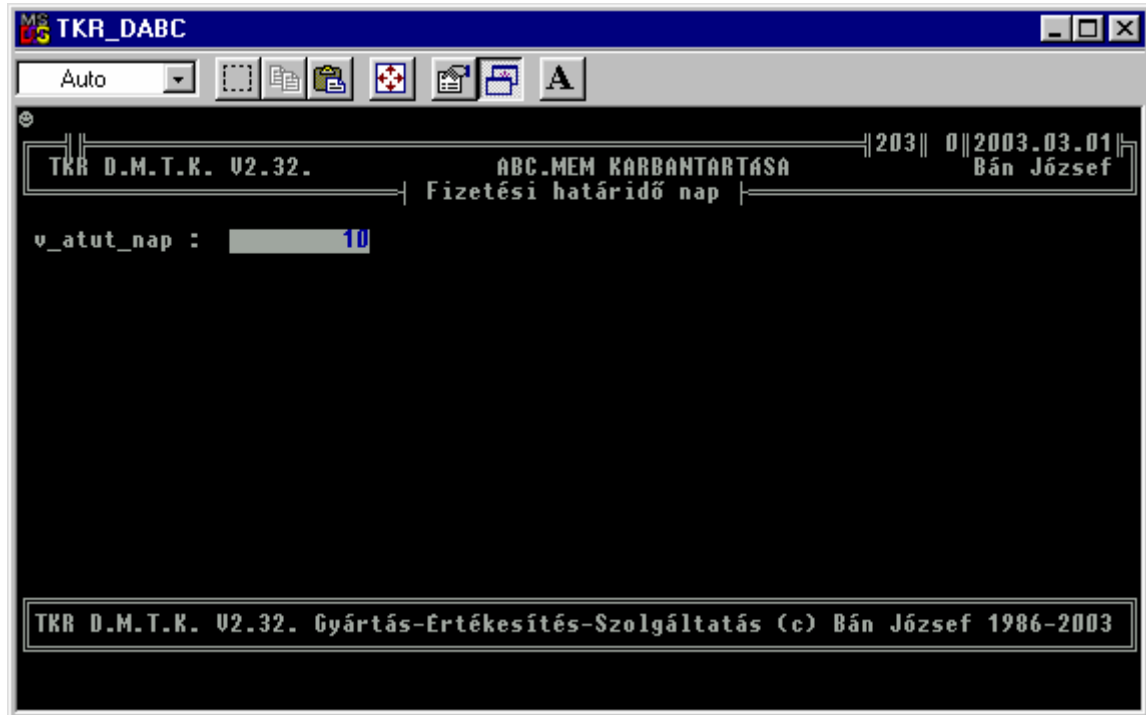 TKR_DABC
Auto
A
203 0 2003.03.01
TKR D.M.T.K. V2.32. ABC.MEM KARBANTARTáSA Bán József
Fizetési határidő nap
v_atut_nap : 10
TKR D.M.T.K. V2.32. Gyártás-Értékesítés-Szolgáltatás (c) Bán József 1986-2003